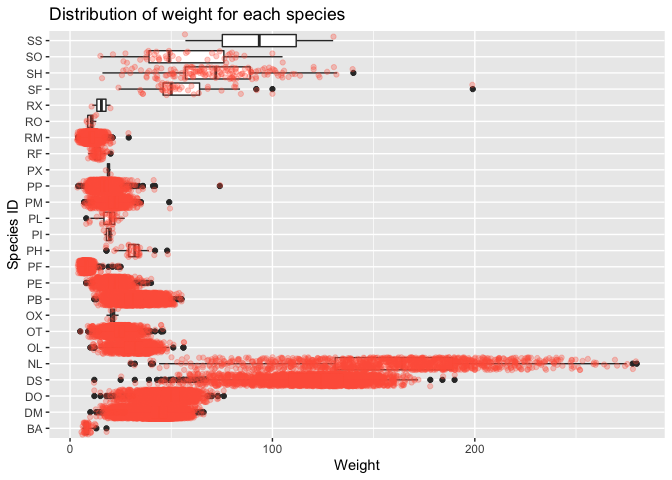 Distribution of weight for each species
SS
SO
SH
SF
RX
RO
RM
RF
PX
PP
PM
PL
PI
PH
PF
PE
PB
OX
OT
OL
NL
DS
DO
DM
BA
Species ID
0 100 200
Weight